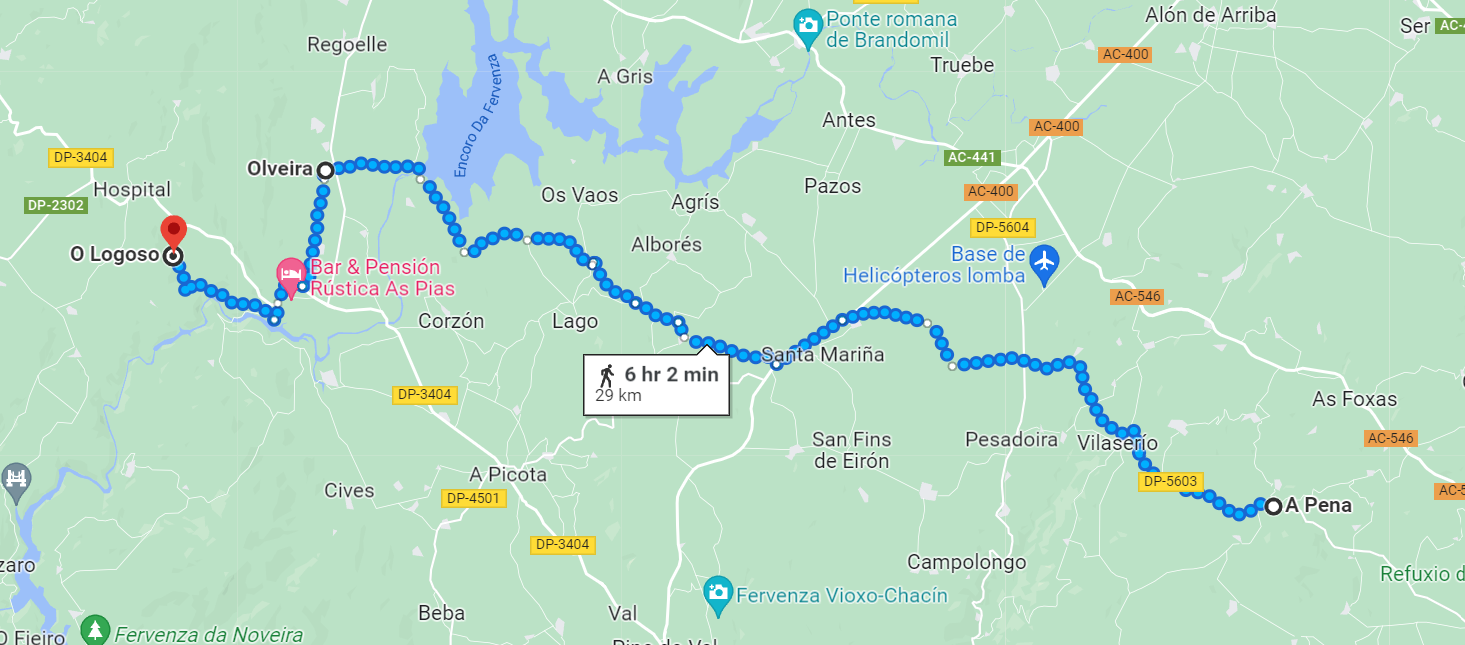 Ponte romana
de Brandomil
Alón de Arriba
Ser
AC-4
Regoelle
AC-400
Truebe
A Gris
Encoro Da Fervenza
Antes
AC-400
DP-3404
AC-441
Olveira
Hospital
Os Vaos
Agrís
Pazos
AC-400
DP-2302
DP-5604
O Logoso
Alborés
Base de
Helicópteros lomba
Bar & Pensión
Rústica As Pias
AC-546
Corzón
Lago
Santa Mariña
6 hr 2 min
29 km
DP-3404
As Foxas
San Fins
de Eirón
Pesadoira
Vilaserío
AC-546
A Picota
DP-5603
Cives
DP-4501
AC-5
A Pena
DP-3404
zaro
Campolongo
Refuxio d
Fervenza Vioxo-Chacín
Beba
Val
O Fieiro
Fervenza da Noveira